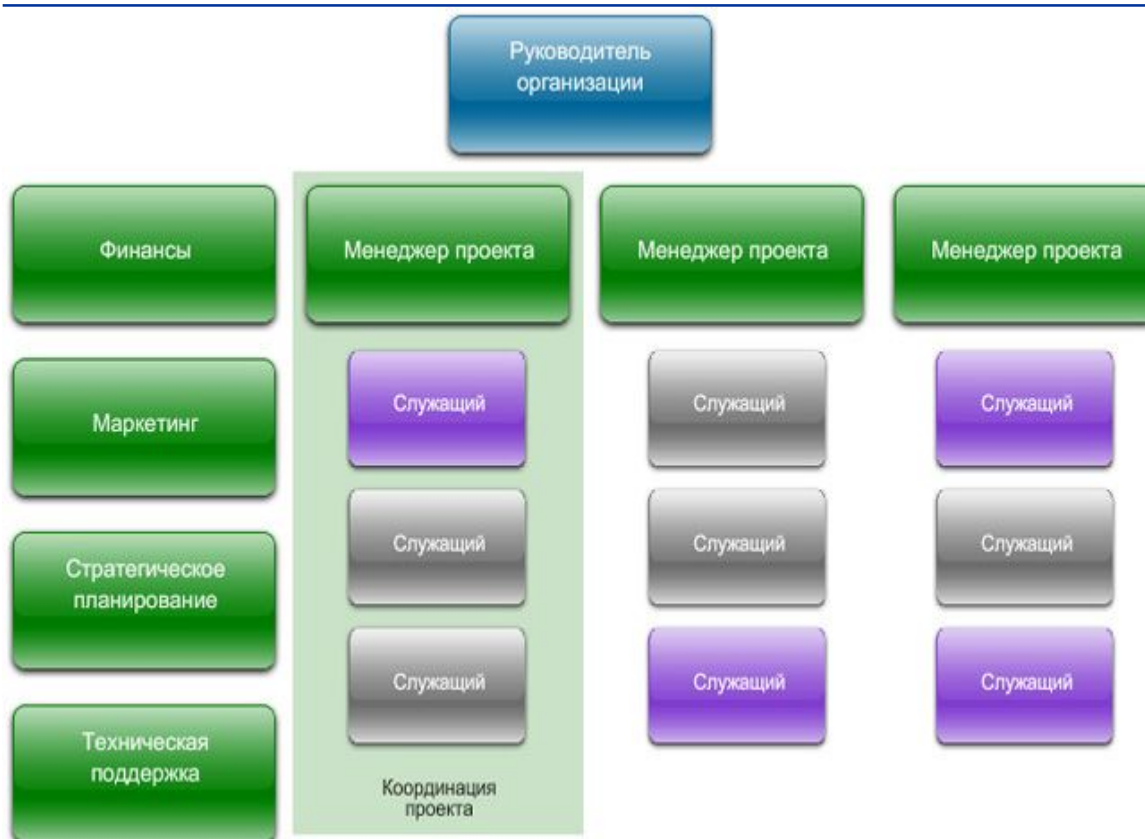 Руководитель
организации
Финансы
Менеджер проекта
Менеджер проекта
Менеджер проекта
Маркетинг
Служащий
Служащий
Служащий
Стратегическое
планирование
Служащий
Служащий
Служащий
Служащий
Служащий
Служащий
Техническая
поддержка
Координация
проекта